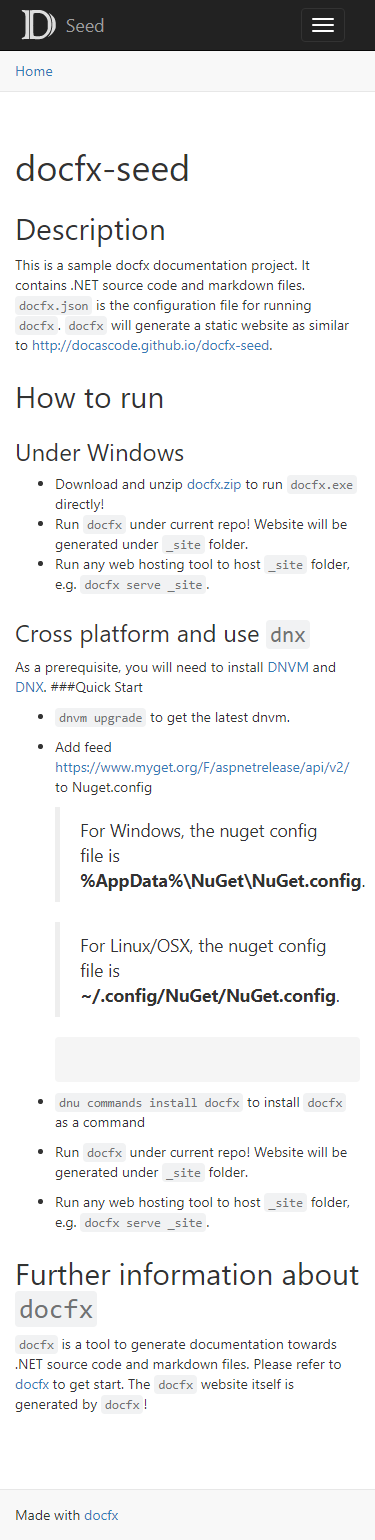 Seed
Home
docfx-seed
Description
This is a sample docfx documentation project. It
contains .NET source code and markdown files.
docfx.json is the configuration file for running
docfx. docfx will generate a static website as similar
to http://docascode.github.io/docfx-seed.
How to run
Under Windows
• Download and unzip docfx.zip to run docfx.exe
directly!
• Run docfx under current repo! Website will be
generated under _site folder.
• Run any web hosting tool to host _site folder,
e.g. docfx serve _site.
Cross platform and use dnx
As a prerequisite, you will need to install DNVM and
DNX. ###Quick Start
• dnvm upgrade to get the latest dnvm.
• Add feed
https://www.myget.org/F/aspnetrelease/api/v2/
to Nuget.config
For Windows, the nuget config
file is
%AppData%\NuGet\NuGet.config.
For Linux/OSX, the nuget config
file is
~/.config/NuGet/NuGet.config.
• dnu commands install docfx to install docfx
as a command
• Run docfx under current repo! Website will be
generated under _site folder.
• Run any web hosting tool to host _site folder,
e.g. docfx serve _site.
Further information about
docfx
docfx is a tool to generate documentation towards
.NET source code and markdown files. Please refer to
docfx to get start. The docfx website itself is
generated by docfx!
Made with docfx